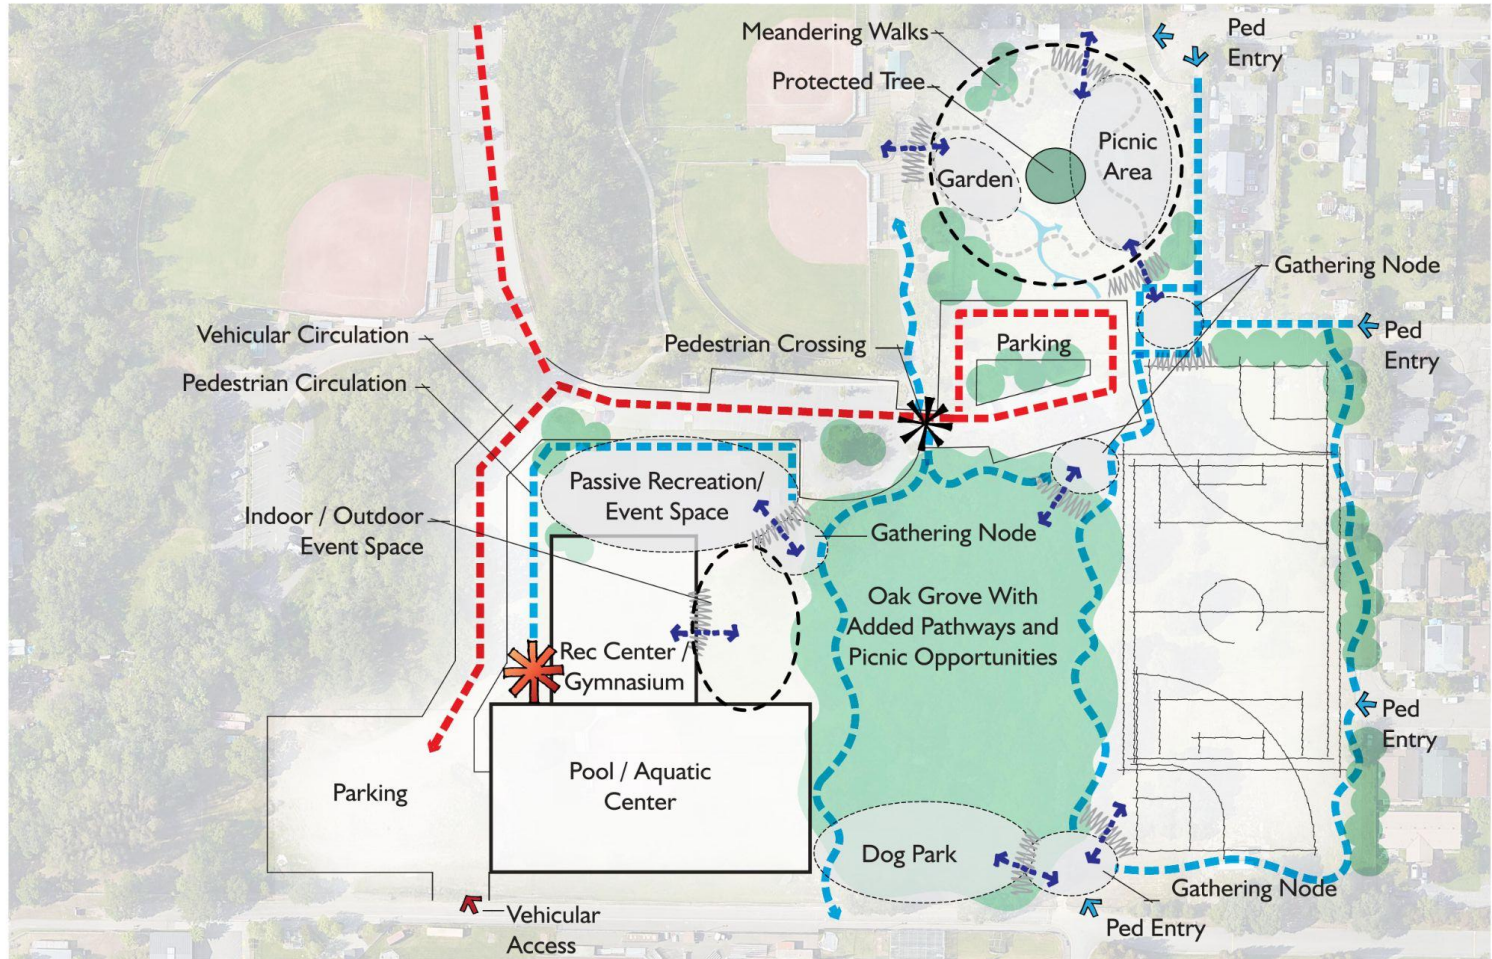 Meandering Walks
Protected Tree
Ped
Entry
Picnic
Area
Garden
Gathering Node
Vehicular Circulation
Pedestrian Crossing
Parking
Ped
Entry
Pedestrian Circulation
Passive Recreation/
Event Space
Indoor / Outdoor
Event Space
Gathering Node
Oak Grove With
Added Pathways and
Picnic Opportunities
Rec Center /
Gymnasium
Ped
Entry
Parking
Pool / Aquatic
Center
Dog Park
Gathering Node
Vehicular
Access
Ped Entry